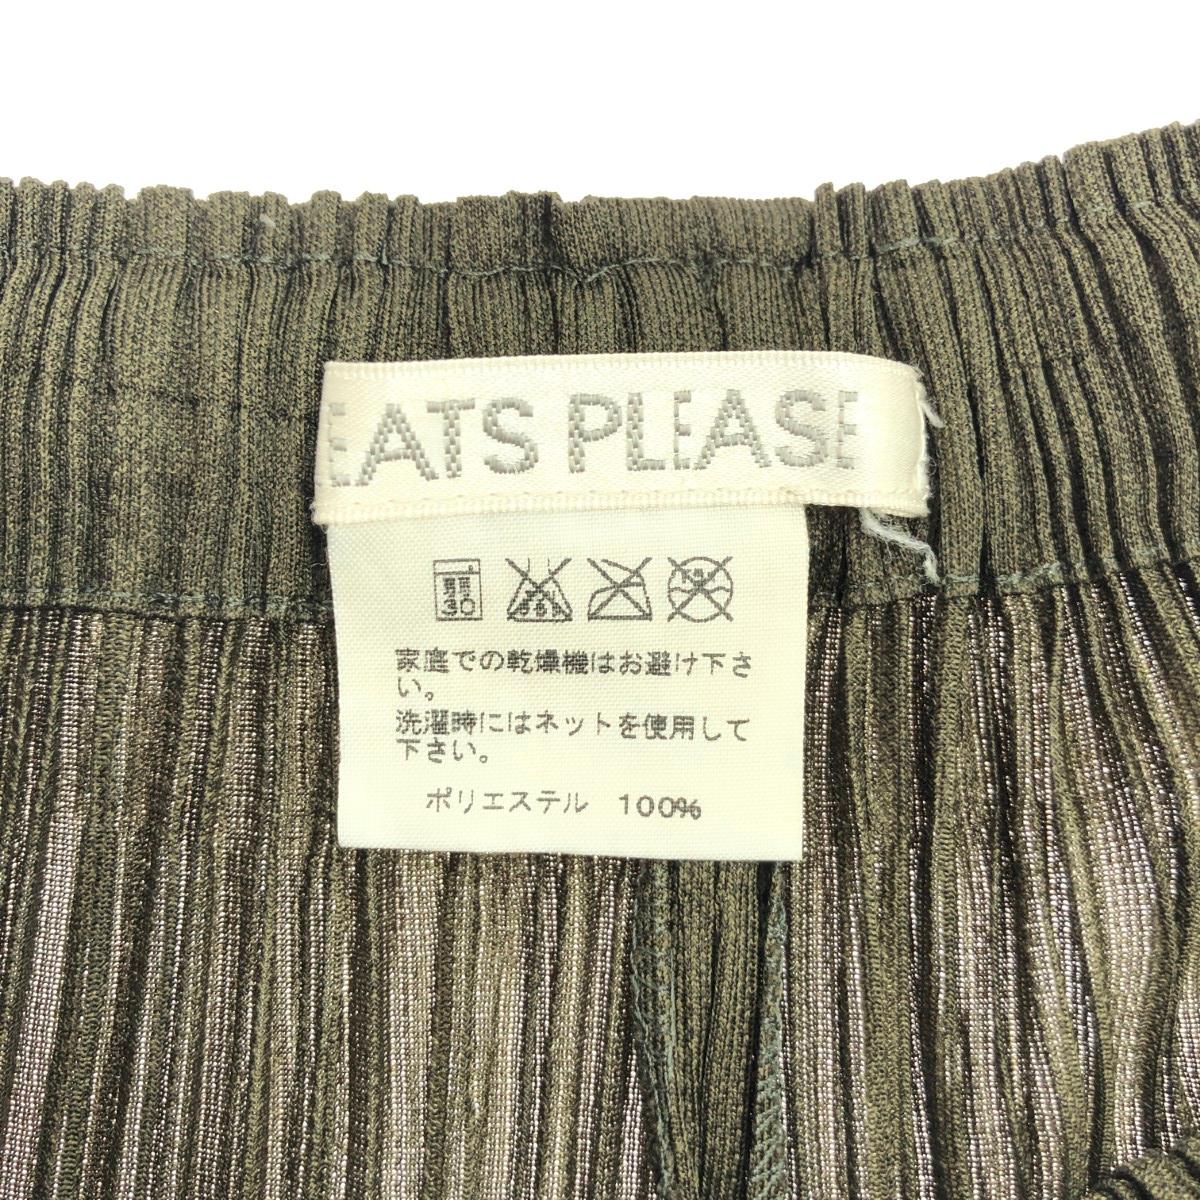 EATS PLEASE
弱 30
家庭での乾燥機はお避け下さ
い。
洗濯時にはネットを使用して
下さい。
ポリエステル 100%